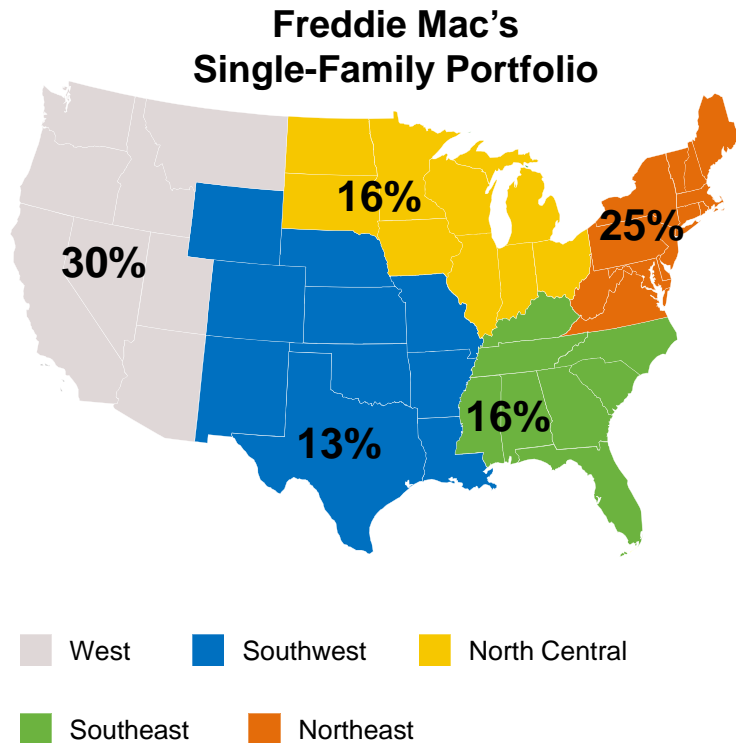 Freddie Mac’s
Single-Family Portfolio
16%
25%
30%
16%
13%
West
Southwest
North Central
Southeast
Northeast